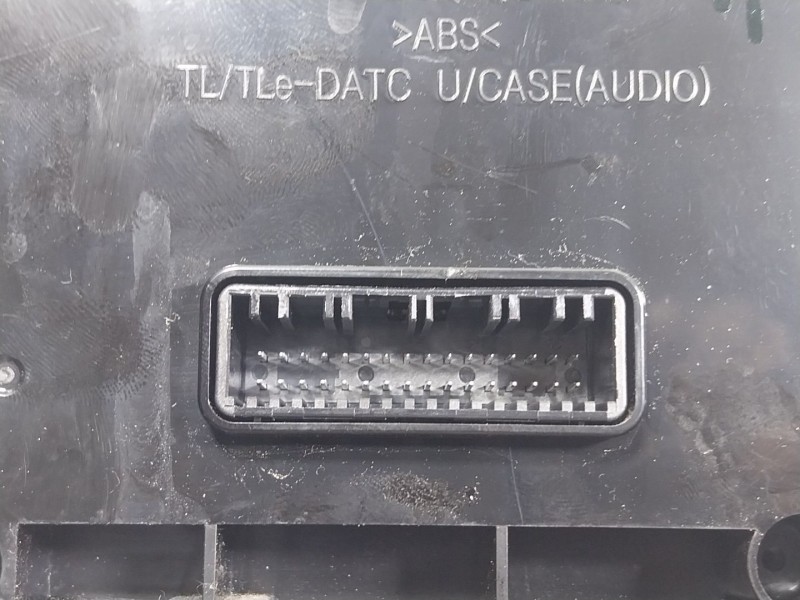 >ABS<
TL/TLe-DATC U/CASE(AUDIO)